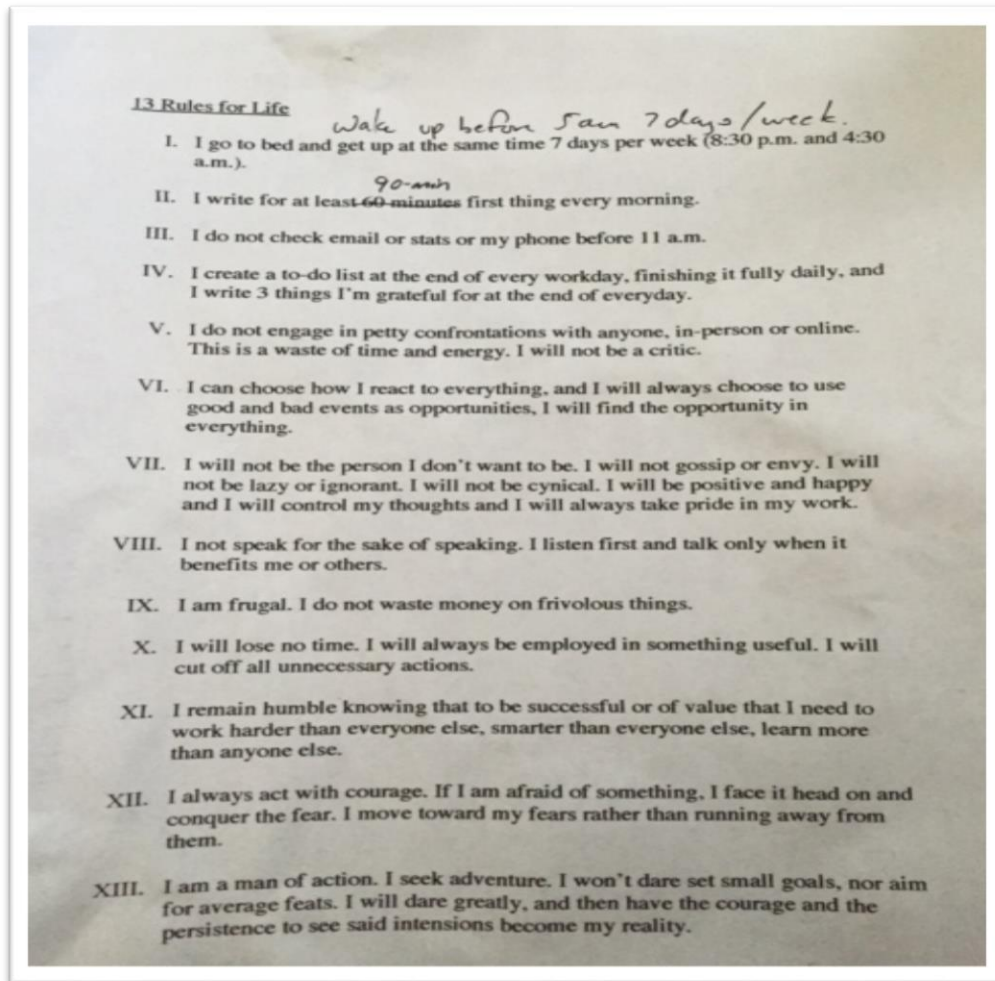 13 Rules for Life
Wake up before 5am 7 days/week.
I. I go to bed and get up at the same time 7 days per week (8:30 p.m. and 4:30
a.m.).
90-min
II. I write for at least 60 minutes first thing every morning.
III. I do not check email or stats or my phone before 11 a.m.
IV. I create a to-do list at the end of every workday, finishing it fully daily, and
I write 3 things I'm grateful for at the end of everyday.
V. I do not engage in petty confrontations with anyone, in-person or online.
This is a waste of time and energy. I will not be a critic.
VI. I can choose how I react to everything, and I will always choose to use
good and bad events as opportunities, I will find the opportunity in
everything.
VII. I will not be the person I don't want to be. I will not gossip or envy. I will
not be lazy or ignorant. I will not be cynical. I will be positive and happy
and I will control my thoughts and I will always take pride in my work.
VIII. I not speak for the sake of speaking. I listen first and talk only when it
benefits me or others.
IX. I am frugal. I do not waste money on frivolous things.
X. I will lose no time. I will always be employed in something useful. I will
cut off all unnecessary actions.
XI. I remain humble knowing that to be successful or of value that I need to
work harder than everyone else, smarter than everyone else, learn more
than anyone else.
XII. I always act with courage. If I am afraid of something, I face it head on and
conquer the fear. I move toward my fears rather than running away from
them.
XIII. I am a man of action. I seek adventure. I won't dare set small goals, nor aim
for average feats. I will dare greatly, and then have the courage and the
persistence to see said intensions become my reality.